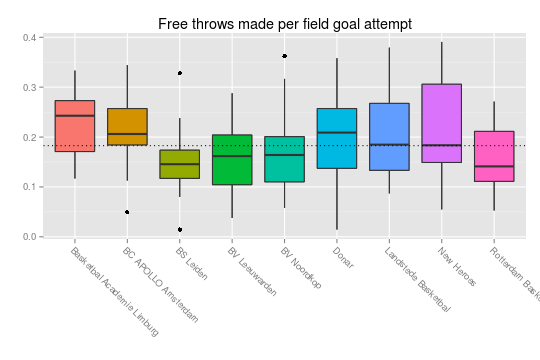 Free throws made per field goal attempt
0.4
0.3
0.2
0.1
0.0
Basketbal Academie Limburg
BC APOLLO Amsterdam
BS Leiden
BV Leeuwarden
BV Noordkop
Donar
Landstede Basketbal
New Heroes
Rotterdam Bask